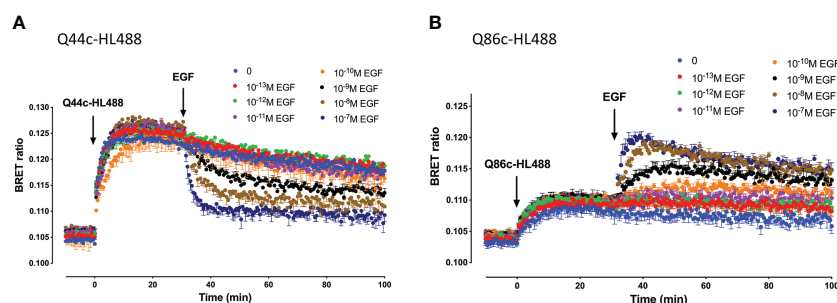 A
Q44c-HL488
0
10⁻¹³M EGF
10⁻¹²M EGF
10⁻¹¹M EGF
10⁻¹⁰M EGF
10⁻⁹M EGF
10⁻⁸M EGF
10⁻⁷M EGF
Q44c-HL488
EGF
BRET ratio
0.130
0.125
0.120
0.115
0.110
0.105
0.100
0 20 40 60 80 100
Time (min)
B
Q86c-HL488
0
10⁻¹³M EGF
10⁻¹²M EGF
10⁻¹¹M EGF
10⁻¹⁰M EGF
10⁻⁹M EGF
10⁻⁸M EGF
10⁻⁷M EGF
EGF
Q86c-HL488
BRET ratio
0.125
0.120
0.115
0.110
0.105
0.100
0 20 40 60 80 100
Time (min)